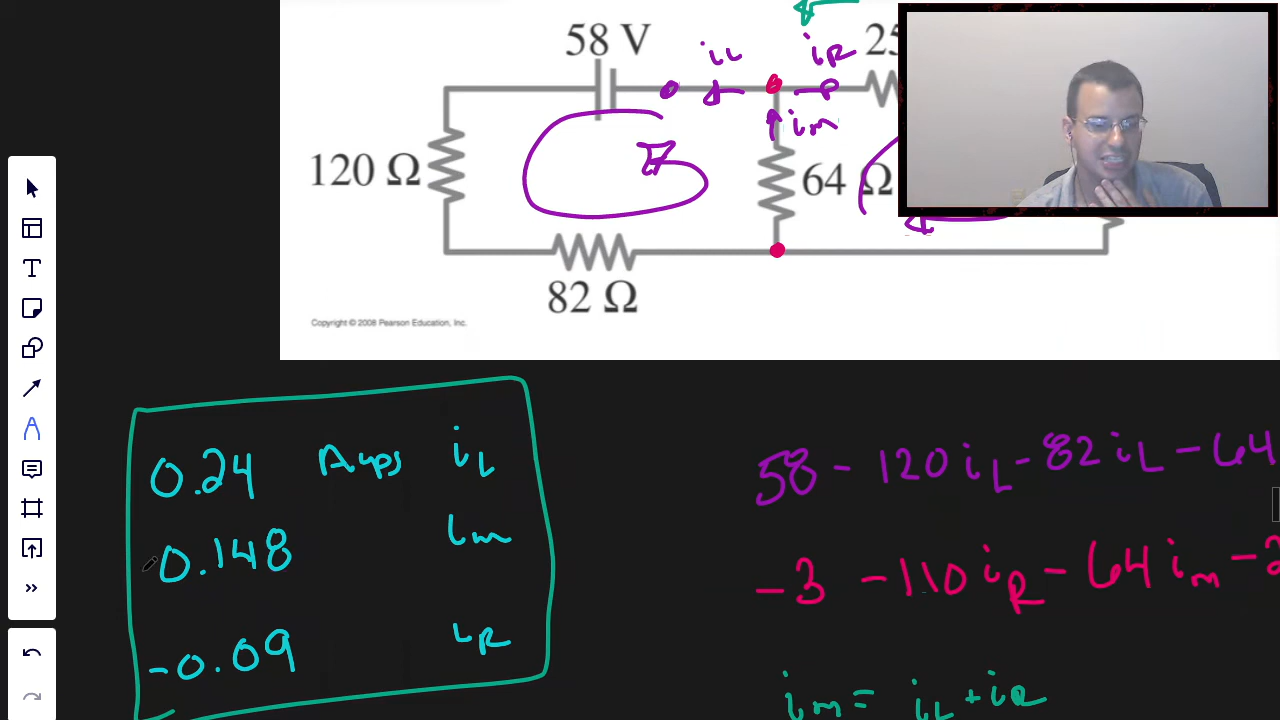 58 V
iL
iR
25
im
120 Ω
64 Ω
82 Ω
Copyright © 2008 Pearson Education, Inc.
0.24 Amps iL
0.148 im
-0.09 iR
58 - 120 iL - 82 iL - 64
-3 - 110 iR - 64 im - 2
im = iL + iR
T
A